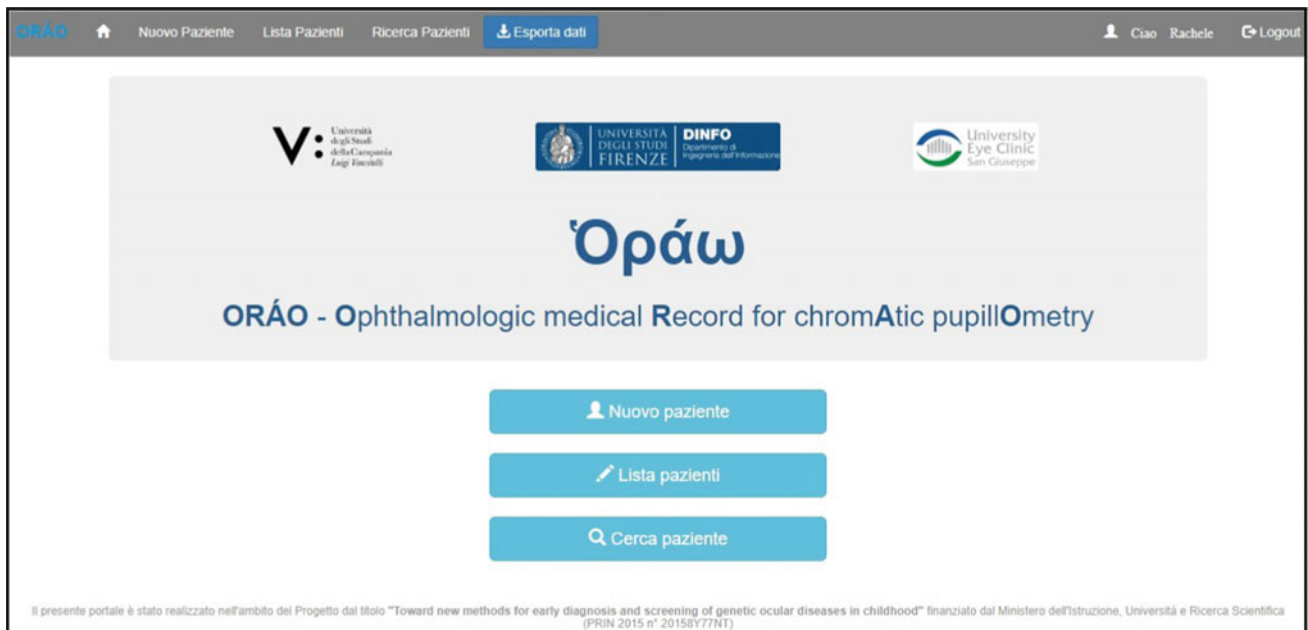 ORÁO Nuovo Paziente Lista Pazienti Ricerca Pazienti Esporta dati Ciao Rachele Logout
V:
Università
degli Studi
della Campania
Luigi Vanvitelli
UNIVERSITÀ
DEGLI STUDI
FIRENZE
DINFO
Dipartimento di
Ingegneria dell'Informazione
University
Eye Clinic
San Giuseppe
Ὁράω
ORÁO - Ophthalmologic medical Record for chromAtic pupillOmetry
Nuovo paziente
Lista pazienti
Cerca paziente
Il presente portale è stato realizzato nell'ambito del Progetto dal titolo "Toward new methods for early diagnosis and screening of genetic ocular diseases in childhood" finanziato dal Ministero dell'Istruzione, Università e Ricerca Scientifica
(PRIN 2015 n° 20158Y77NT)